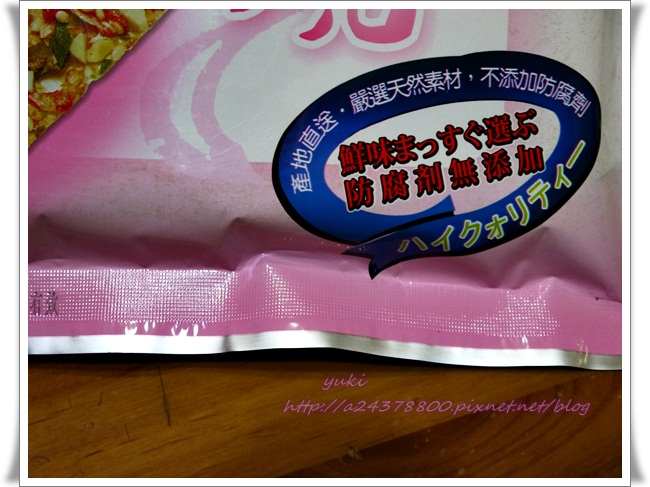 產地直送・嚴選天然素材，不添加防腐劑
鮮味まっすぐ選ぶ
防腐剤無添加
ハイクォリティー
有效
yuki
http://a24378800.pixnet.net/blog